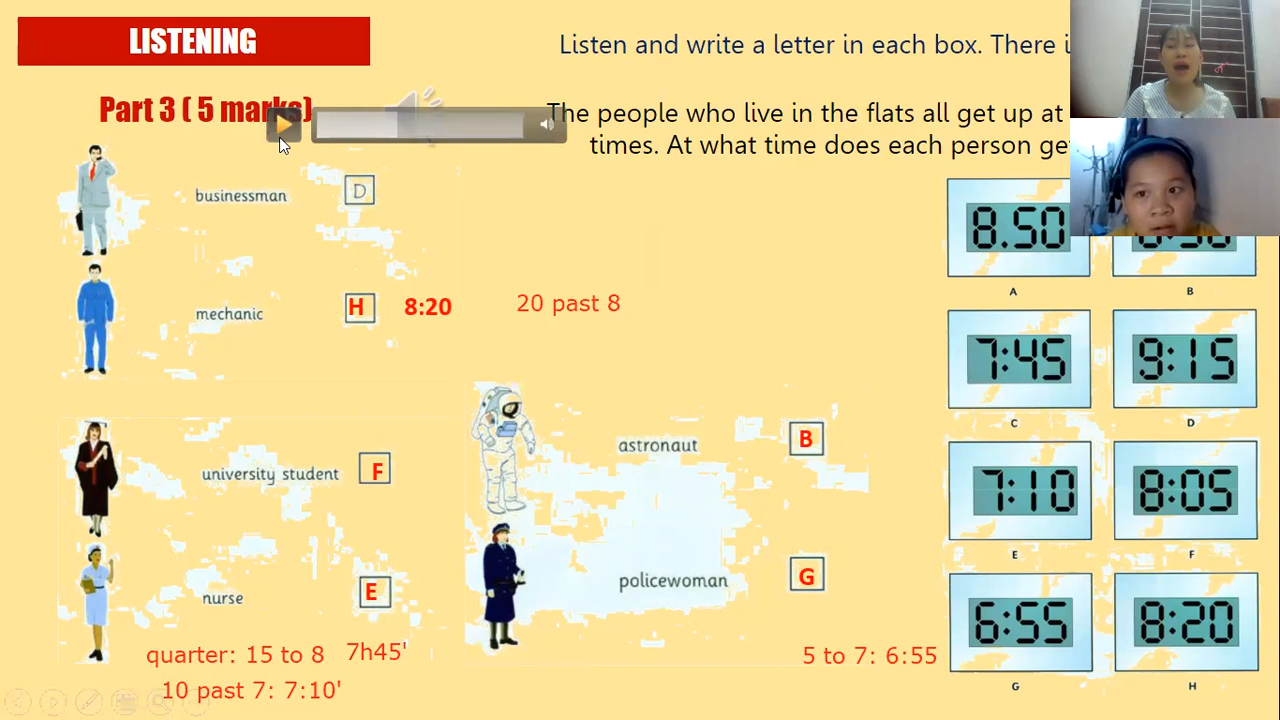 LISTENING
Listen and write a letter in each box. There
Part 3 ( 5 marks)
The people who live in the flats all get up at
times. At what time does each person
businessman D
mechanic H 8:20 20 past 8
university student F
nurse E
quarter: 15 to 8 7h45'
10 past 7: 7:10'
astronaut B
policewoman G
5 to 7: 6:55
8.50
A B
7:45 9:15
C D
7:10 8:05
E F
6:55 8:20
G H